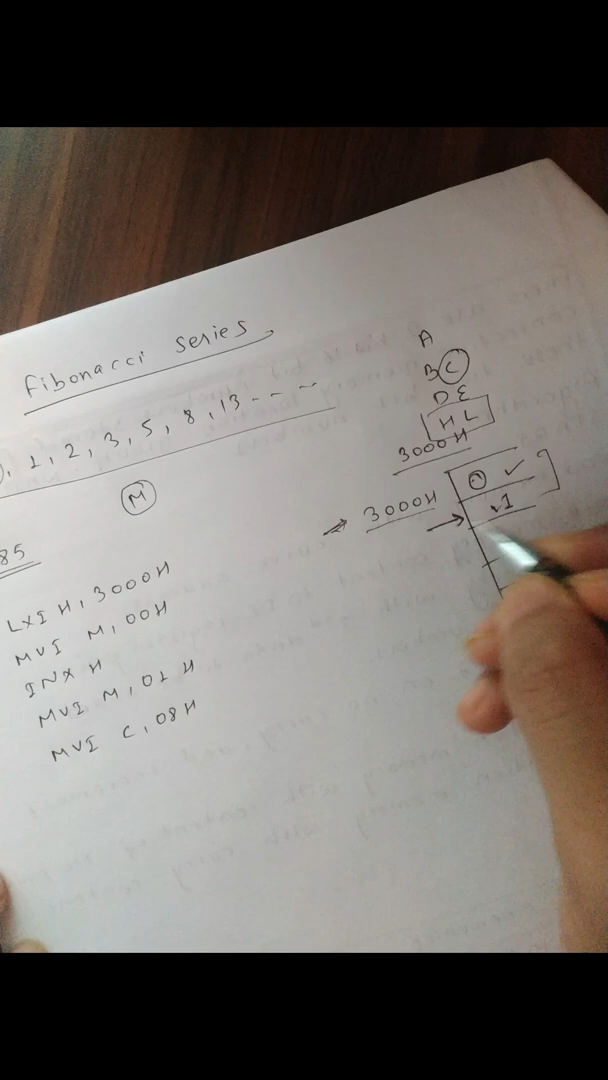 Fibonacci series
, 1, 2, 3, 5, 8, 13 - - -
M
85
LXI H, 3000H
MVI M, 00H
INX H
MVI M, 01H
MVI C, 08H
A
B C
D E
H L
3000H
3000H
0 ✓
1